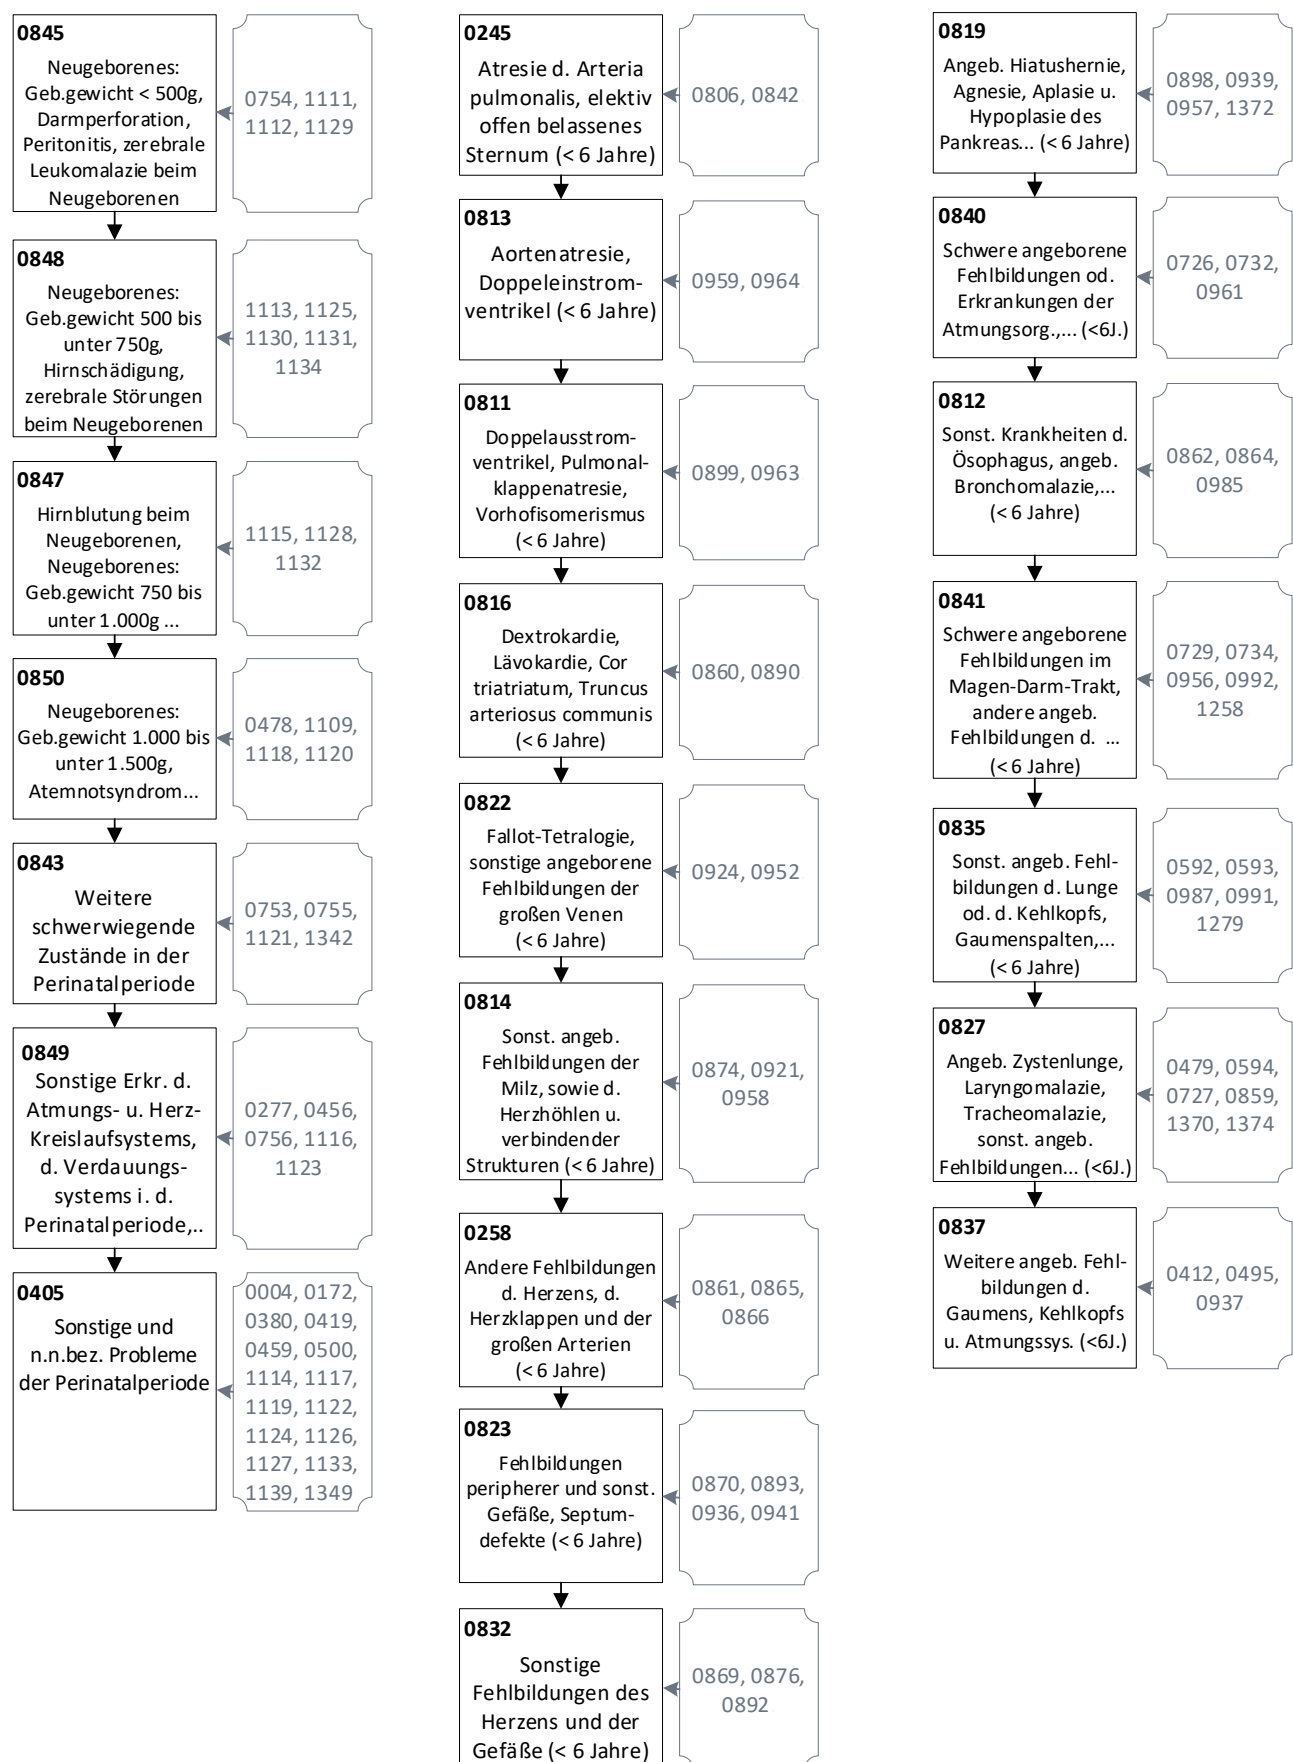 0845
Neugeborenes:
Geb.gewicht < 500g,
Darmperforation,
Peritonitis, zerebrale
Leukomalazie beim
Neugeborenen
0754, 1111,
1112, 1129
0848
Neugeborenes:
Geb.gewicht 500 bis
unter 750g,
Hirnschädigung,
zerebrale Störungen
beim Neugeborenen
1113, 1125,
1130, 1131,
1134
0847
Hirnblutung beim
Neugeborenen,
Neugeborenes:
Geb.gewicht 750 bis
unter 1.000g ...
1115, 1128,
1132
0850
Neugeborenes:
Geb.gewicht 1.000 bis
unter 1.500g,
Atemnotsyndrom...
0478, 1109,
1118, 1120
0843
Weitere
schwerwiegende
Zustände in der
Perinatalperiode
0753, 0755,
1121, 1342
0849
Sonstige Erkr. d.
Atmungs- u. Herz-
Kreislaufsystems,
d. Verdauungs-
systems i. d.
Perinatalperiode,..
0277, 0456,
0756, 1116,
1123
0405
Sonstige und
n.n.bez. Probleme
der Perinatalperiode
0004, 0172,
0380, 0419,
0459, 0500,
1114, 1117,
1119, 1122,
1124, 1126,
1127, 1133,
1139, 1349
0245
Atresie d. Arteria
pulmonalis, elektiv
offen belassenes
Sternum (< 6 Jahre)
0806, 0842
0813
Aortenatresie,
Doppeleinstrom-
ventrikel (< 6 Jahre)
0959, 0964
0811
Doppelausstrom-
ventrikel, Pulmonal-
klappenatresie,
Vorhofisomerismus
(< 6 Jahre)
0899, 0963
0816
Dextrokardie,
Lävokardie, Cor
triatriatum, Truncus
arteriosus communis
(< 6 Jahre)
0860, 0890
0822
Fallot-Tetralogie,
sonstige angeborene
Fehlbildungen der
großen Venen
(< 6 Jahre)
0924, 0952
0814
Sonst. angeb.
Fehlbildungen der
Milz, sowie d.
Herzhöhlen u.
verbindender
Strukturen (< 6 Jahre)
0874, 0921,
0958
0258
Andere Fehlbildungen
d. Herzens, d.
Herzklappen und der
großen Arterien
(< 6 Jahre)
0861, 0865,
0866
0823
Fehlbildungen
peripherer und sonst.
Gefäße, Septum-
defekte (< 6 Jahre)
0870, 0893,
0936, 0941
0832
Sonstige
Fehlbildungen des
Herzens und der
Gefäße (< 6 Jahre)
0869, 0876,
0892
0819
Angeb. Hiatushernie,
Agnesie, Aplasie u.
Hypoplasie des
Pankreas... (< 6 Jahre)
0898, 0939,
0957, 1372
0840
Schwere angeborene
Fehlbildungen od.
Erkrankungen der
Atmungsorg.,... (<6J.)
0726, 0732,
0961
0812
Sonst. Krankheiten d.
Ösophagus, angeb.
Bronchomalazie,...
(< 6 Jahre)
0862, 0864,
0985
0841
Schwere angeborene
Fehlbildungen im
Magen-Darm-Trakt,
andere angeb.
Fehlbildungen d. ...
(< 6 Jahre)
0729, 0734,
0956, 0992,
1258
0835
Sonst. angeb. Fehl-
bildungen d. Lunge
od. d. Kehlkopfs,
Gaumenspalten,...
(< 6 Jahre)
0592, 0593,
0987, 0991,
1279
0827
Angeb. Zystenlunge,
Laryngomalazie,
Tracheomalazie,
sonst. angeb.
Fehlbildungen... (<6J.)
0479, 0594,
0727, 0859,
1370, 1374
0837
Weitere angeb. Fehl-
bildungen d.
Gaumens, Kehlkopfs
u. Atmungssys. (<6J.)
0412, 0495,
0937